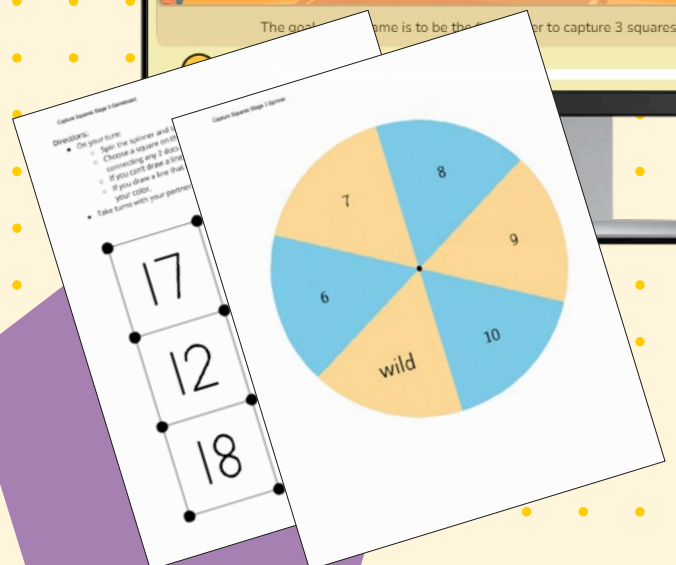 The goal ame is to be the er to capture 3 squares
Capture Squares Stage 2 Gameboard
Directions:
On your turn:
Spin the spinner and
Choose a square on th
connecting any 2 dots
If you can't draw a line
If you draw a line that
your color.
Take turns with your partner
17
12
18
Capture Squares Stage 2 Spinner
8
9
10
wild
6
7